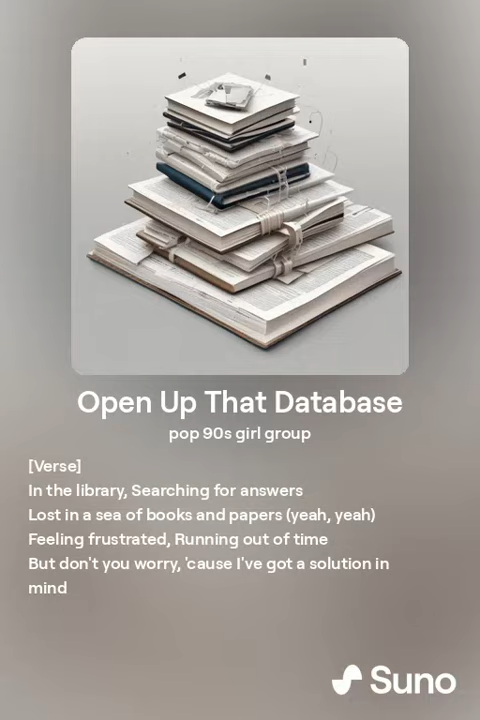 Open Up That Database
pop 90s girl group
[Verse]
In the library, Searching for answers
Lost in a sea of books and papers (yeah, yeah)
Feeling frustrated, Running out of time
But don't you worry, 'cause I've got a solution in
mind
Suno